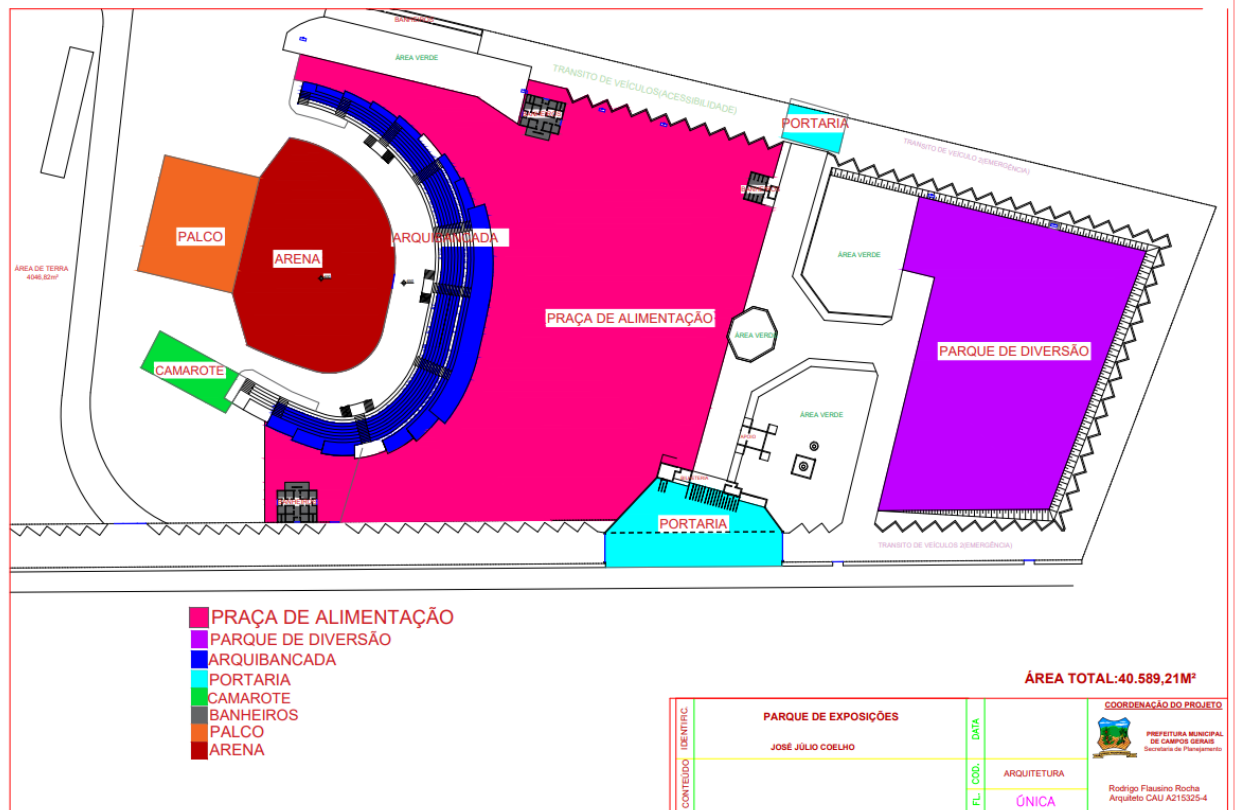 ÁREA VERDE
TRANSITO DE VEÍCULOS(ACESSIBILIDADE)
PORTARIA
TRANSITO DE VEÍCULO 2(EMERGÊNCIA)
PALCO
ARQUIBANCADA
ARENA
ÁREA DE TERRA
4046,82m²
ÁREA VERDE
PRAÇA DE ALIMENTAÇÃO
ÁREA VERDE
PARQUE DE DIVERSÃO
CAMAROTE
ÁREA VERDE
PORTARIA
TRANSITO DE VEÍCULOS 2(EMERGÊNCIA)
PRAÇA DE ALIMENTAÇÃO
PARQUE DE DIVERSÃO
ARQUIBANCADA
PORTARIA
CAMAROTE
BANHEIROS
PALCO
ARENA
ÁREA TOTAL:40.589,21M²
IDENTIFIC.
PARQUE DE EXPOSIÇÕES
JOSÉ JÚLIO COELHO
DATA
COORDENAÇÃO DO PROJETO
PREFEITURA MUNICIPAL
DE CAMPOS GERAIS
Secretaria de Planejamento
CONTEÚDO
COD.
ARQUITETURA
FL.
ÚNICA
Rodrigo Flausino Rocha
Arquiteto CAU A215325-4